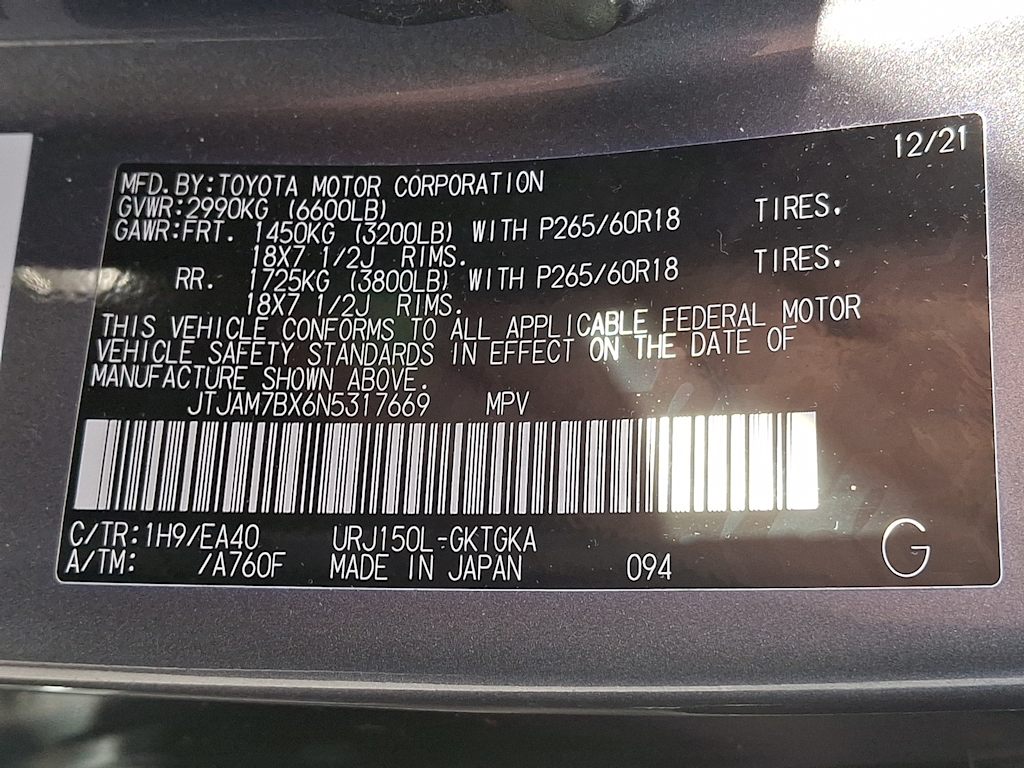 12/21
MFD.BY:TOYOTA MOTOR CORPORATION
GVWR:2990KG (6600LB)
GAWR:FRT. 1450KG (3200LB) WITH P265/60R18 TIRES.
18X7 1/2J RIMS.
RR. 1725KG (3800LB) WITH P265/60R18 TIRES.
18X7 1/2J RIMS.
THIS VEHICLE CONFORMS TO ALL APPLICABLE FEDERAL MOTOR
VEHICLE SAFETY STANDARDS IN EFFECT ON THE DATE OF
MANUFACTURE SHOWN ABOVE.
JTJAM7BX6N5317669 MPV
C/TR:1H9/EA40 URJ150L-GKTGKA
A/TM: /A760F MADE IN JAPAN 094 G